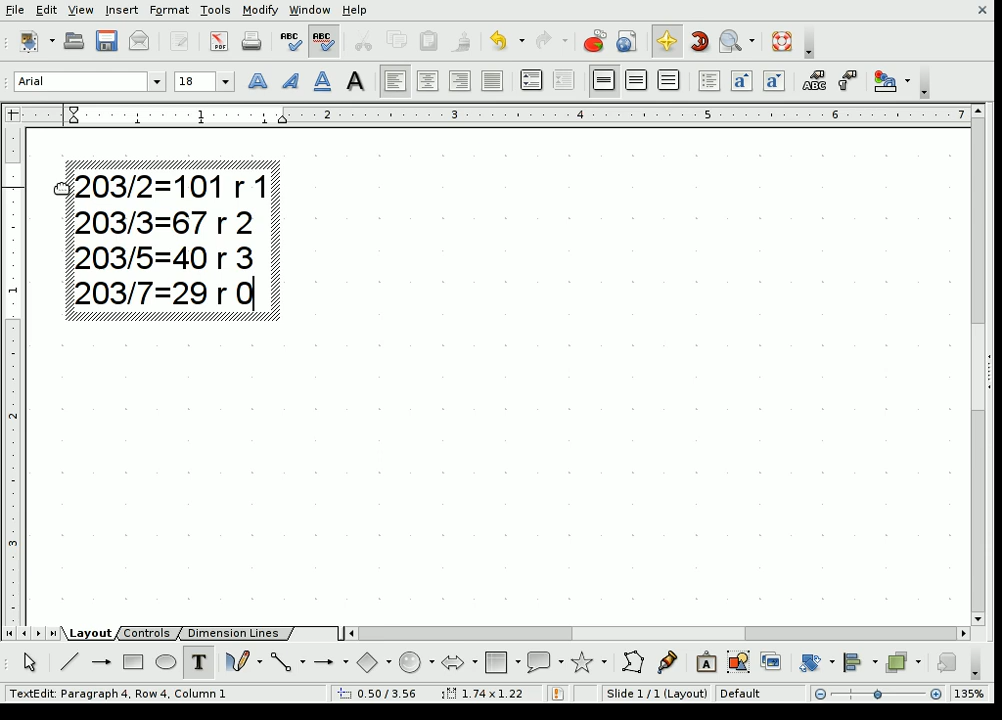 File Edit View Insert Format Tools Modify Window Help
Arial 18
1 1 2 3 4 5 6 7
203/2=101 r 1
203/3=67 r 2
203/5=40 r 3
203/7=29 r 0
1
2
3
Layout Controls Dimension Lines
TextEdit: Paragraph 4, Row 4, Column 1 0.50 / 3.56 1.74 x 1.22 Slide 1 / 1 (Layout) Default 135%